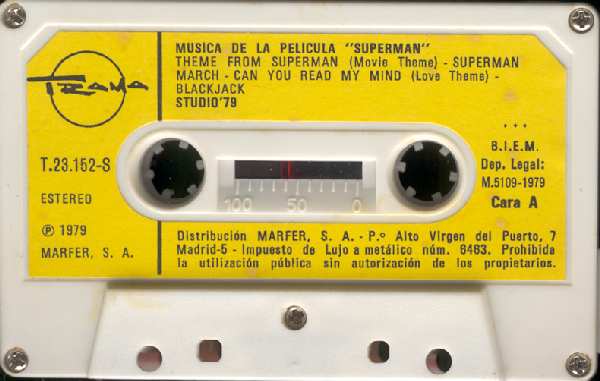 MUSICA DE LA PELICULA "SUPERMAN"
THEME FROM SUPERMAN (Movie Theme) - SUPERMAN
MARCH - CAN YOU READ MY MIND (Love Theme) -
BLACKJACK
STUDIO'79
TRAMA
T.23.152-S
ESTEREO
℗ 1979
MARFER, S. A.
...
B.I.E.M.
Dep. Legal:
M.5109-1979
Cara A
100 50 0
Distribución MARFER, S. A. - P.º Alto Virgen del Puerto, 7
Madrid-5 - Impuesto de Lujo a metálico núm. 6463. Prohibida
la utilización pública sin autorización de los propietarios.